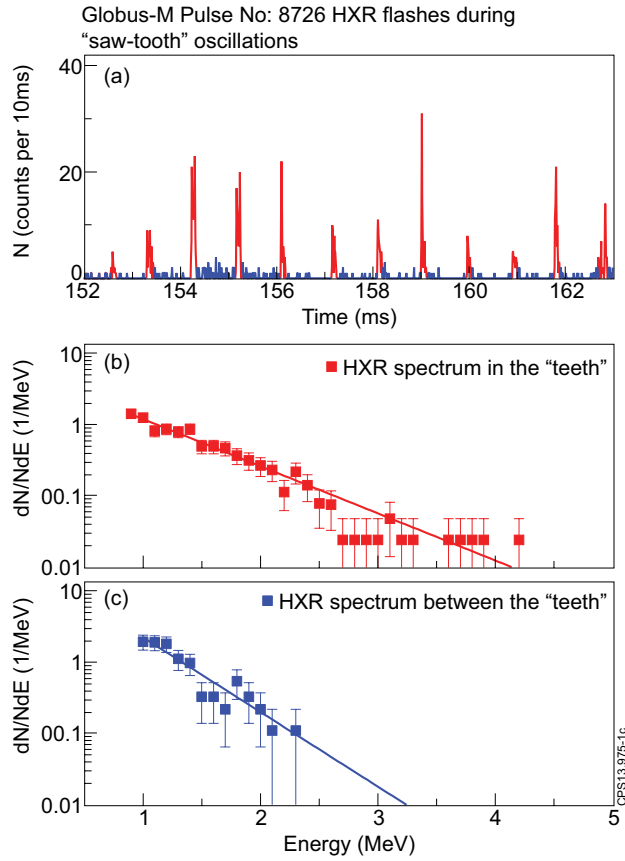 Globus-M Pulse No: 8726 HXR flashes during
“saw-tooth” oscillations
(a)
N (counts per 10ms)
40
20
0
152 154 156 158 160 162
Time (ms)
(b)
HXR spectrum in the “teeth”
dN/NdE (1/MeV)
10
1
00.1
0.01
(c)
HXR spectrum between the “teeth”
dN/NdE (1/MeV)
10
1
00.1
0.01
1 2 3 4 5
Energy (MeV)
CPS13.975-1c